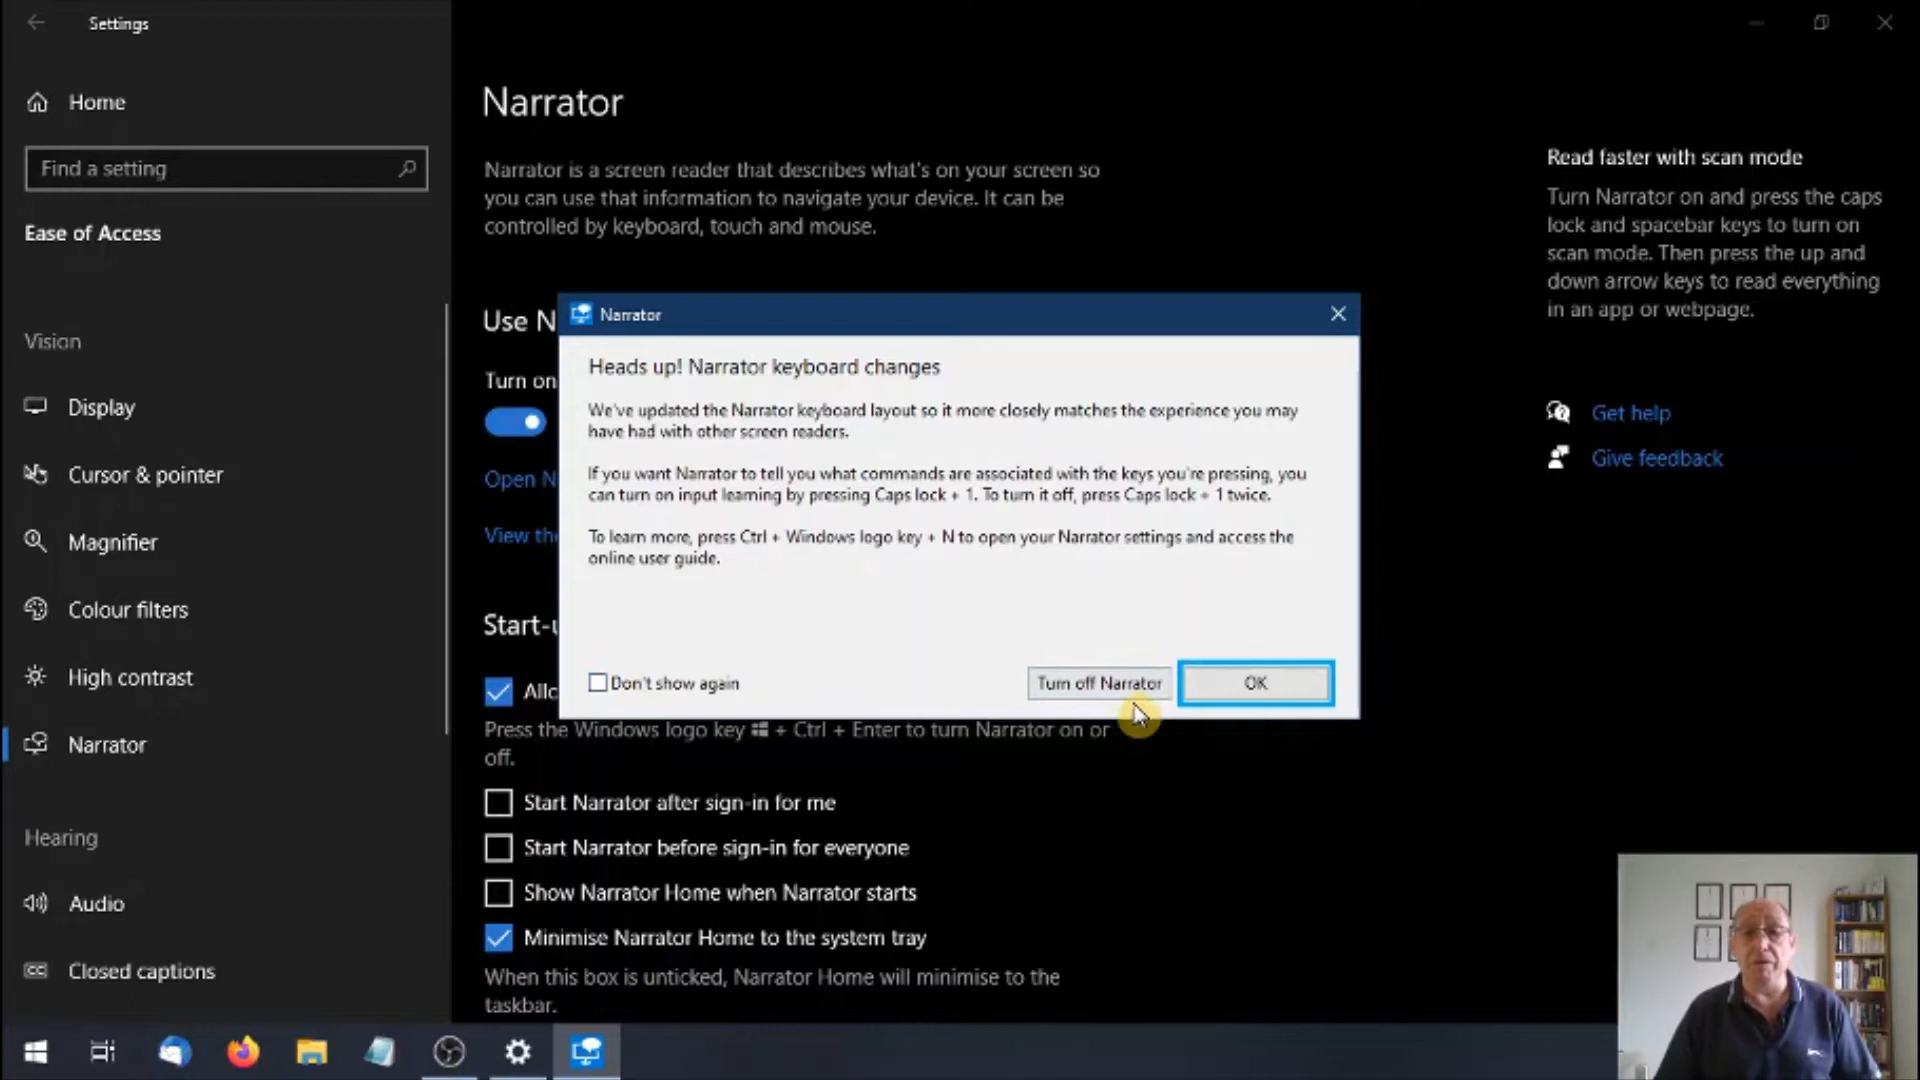 Settings
Home
Find a setting
Ease of Access
Vision
Display
Cursor & pointer
Magnifier
Colour filters
High contrast
Narrator
Hearing
Audio
Closed captions
Narrator
Narrator is a screen reader that describes what's on your screen so
you can use that information to navigate your device. It can be
controlled by keyboard, touch and mouse.
Use N
Turn on
Open N
View the
Start-u
Narrator
Heads up! Narrator keyboard changes
We've updated the Narrator keyboard layout so it more closely matches the experience you may
have had with other screen readers.
If you want Narrator to tell you what commands are associated with the keys you're pressing, you
can turn on input learning by pressing Caps lock + 1. To turn it off, press Caps lock + 1 twice.
To learn more, press Ctrl + Windows logo key + N to open your Narrator settings and access the
online user guide.
Don't show again
Turn off Narrator
OK
Allo
Press the Windows logo key + Ctrl + Enter to turn Narrator on or
off.
Start Narrator after sign-in for me
Start Narrator before sign-in for everyone
Show Narrator Home when Narrator starts
Minimise Narrator Home to the system tray
When this box is unticked, Narrator Home will minimise to the
taskbar.
Read faster with scan mode
Turn Narrator on and press the caps
lock and spacebar keys to turn on
scan mode. Then press the up and
down arrow keys to read everything
in an app or webpage.
Get help
Give feedback